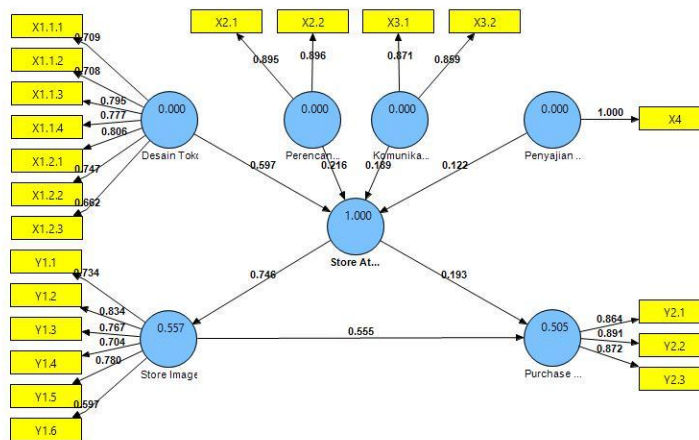 X1.1.1
X1.1.2
X1.1.3
X1.1.4
X1.2.1
X1.2.2
X1.2.3
0.709
0.708
0.795
0.777
0.806
0.747
0.662
0.000
Desain Toko
X2.1
X2.2
0.895
0.896
0.000
Perencan...
X3.1
X3.2
0.871
0.859
0.000
Komunika...
0.000
Penyajian ...
1.000
X4
0.597
0.216
0.189
0.122
1.000
Store At...
0.746
0.193
Y1.1
Y1.2
Y1.3
Y1.4
Y1.5
Y1.6
0.734
0.834
0.767
0.704
0.780
0.597
0.557
Store Image
0.555
0.505
Purchase ...
0.864
0.891
0.872
Y2.1
Y2.2
Y2.3